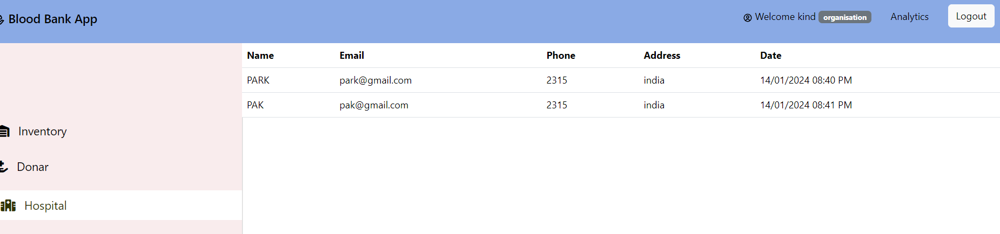 Blood Bank App
Welcome kind organisation Analytics Logout
Name Email Phone Address Date
PARK park@gmail.com 2315 india 14/01/2024 08:40 PM
PAK pak@gmail.com 2315 india 14/01/2024 08:41 PM
Inventory
Donar
Hospital